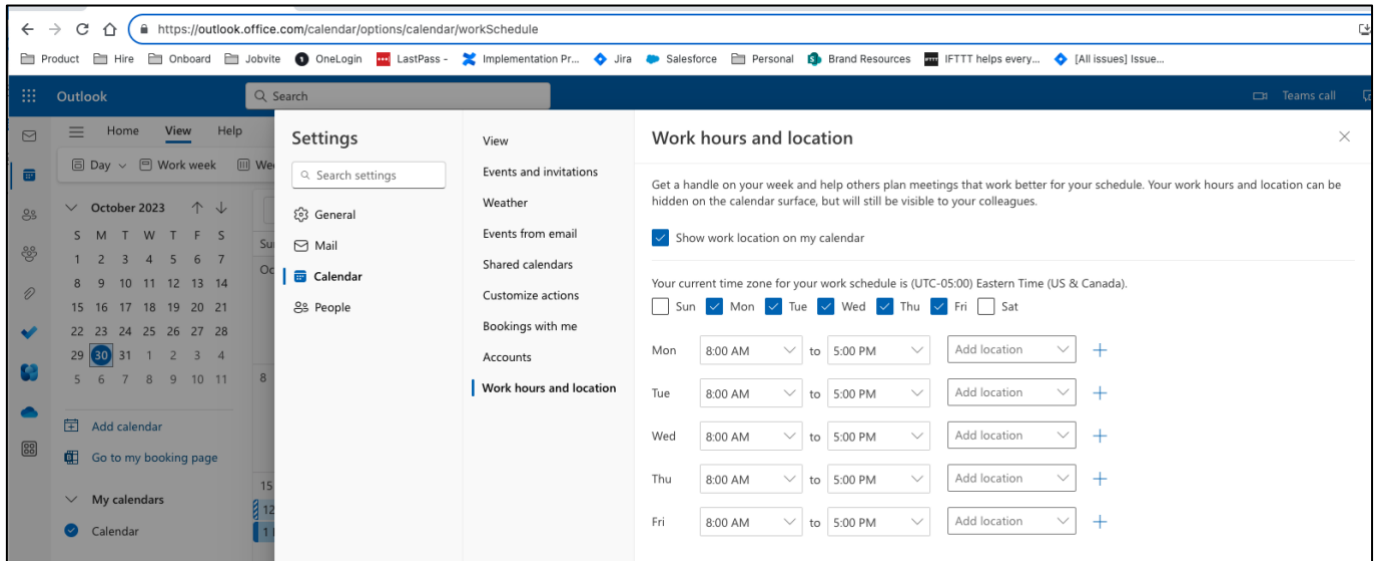 https://outlook.office.com/calendar/options/calendar/workSchedule
Product Hire Onboard Jobvite OneLogin LastPass - Implementation Pr... Jira Salesforce Personal Brand Resources IFTTT helps every... [All issues] Issue...
Outlook
Search
Teams call
Home View Help
Day Work week
October 2023
S M T W T F S
1 2 3 4 5 6 7
8 9 10 11 12 13 14
15 16 17 18 19 20 21
22 23 24 25 26 27 28
29 30 31 1 2 3 4
5 6 7 8 9 10 11
Add calendar
Go to my booking page
My calendars
Calendar
8
15
12
Settings
Search settings
General
Mail
Calendar
People
View
Events and invitations
Weather
Events from email
Shared calendars
Customize actions
Bookings with me
Accounts
Work hours and location
Work hours and location
Get a handle on your week and help others plan meetings that work better for your schedule. Your work hours and location can be
hidden on the calendar surface, but will still be visible to your colleagues.
Show work location on my calendar
Your current time zone for your work schedule is (UTC-05:00) Eastern Time (US & Canada).
Sun Mon Tue Wed Thu Fri Sat
Mon 8:00 AM to 5:00 PM Add location
Tue 8:00 AM to 5:00 PM Add location
Wed 8:00 AM to 5:00 PM Add location
Thu 8:00 AM to 5:00 PM Add location
Fri 8:00 AM to 5:00 PM Add location